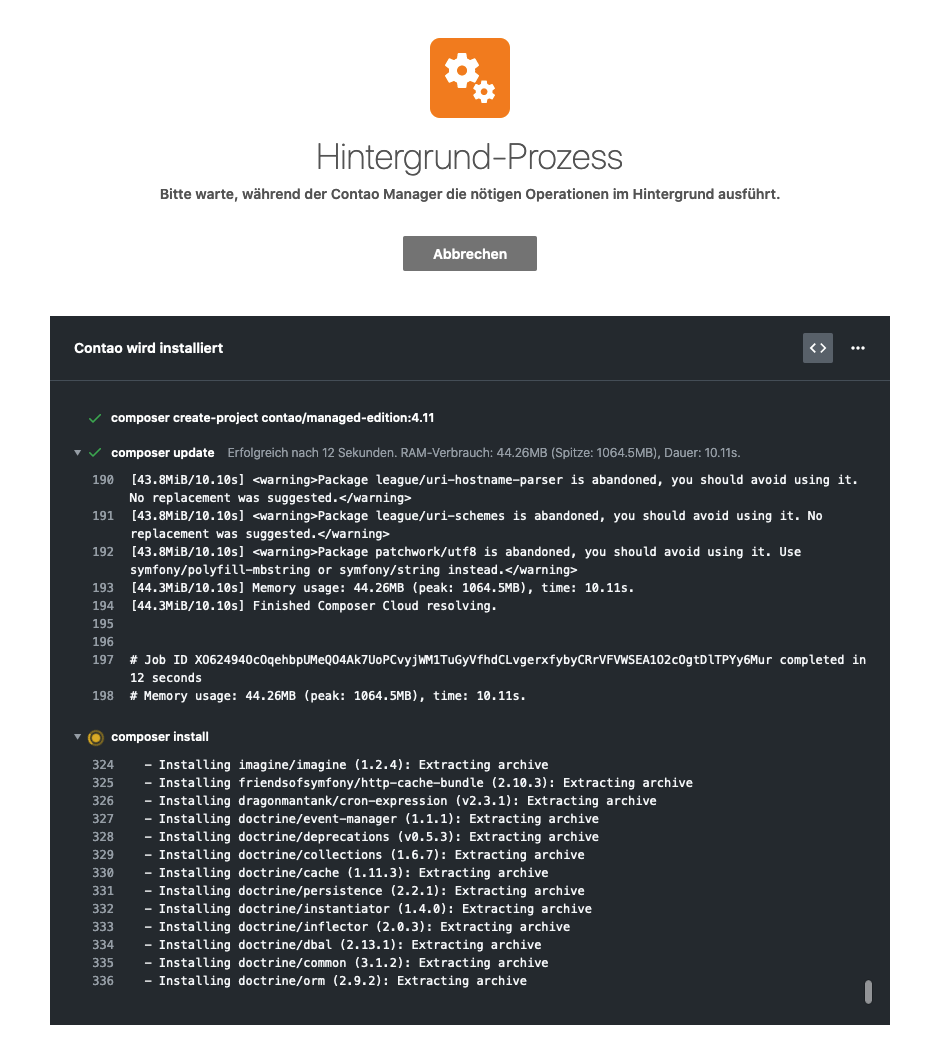 Hintergrund-Prozess
Bitte warte, während der Contao Manager die nötigen Operationen im Hintergrund ausführt.
Abbrechen
Contao wird installiert
composer create-project contao/managed-edition:4.11
composer update Erfolgreich nach 12 Sekunden. RAM-Verbrauch: 44.26MB (Spitze: 1064.5MB), Dauer: 10.11s.
190 [43.8MiB/10.10s] <warning>Package league/uri-hostname-parser is abandoned, you should avoid using it.
No replacement was suggested.</warning>
191 [43.8MiB/10.10s] <warning>Package league/uri-schemes is abandoned, you should avoid using it. No
replacement was suggested.</warning>
192 [43.8MiB/10.10s] <warning>Package patchwork/utf8 is abandoned, you should avoid using it. Use
symfony/polyfill-mbstring or symfony/string instead.</warning>
193 [44.3MiB/10.10s] Memory usage: 44.26MB (peak: 1064.5MB), time: 10.11s.
194 [44.3MiB/10.10s] Finished Composer Cloud resolving.
195
196
197 # Job ID XO62494OcOqehbpUMeQO4Ak7UoPCvyjWM1TuGyVfhdCLvgerxfybyCRrVFVWSEA1O2cOgtDlTPYy6Mur completed in
12 seconds
198 # Memory usage: 44.26MB (peak: 1064.5MB), time: 10.11s.
composer install
324 - Installing imagine/imagine (1.2.4): Extracting archive
325 - Installing friendsofsymfony/http-cache-bundle (2.10.3): Extracting archive
326 - Installing dragonmantank/cron-expression (v2.3.1): Extracting archive
327 - Installing doctrine/event-manager (1.1.1): Extracting archive
328 - Installing doctrine/deprecations (v0.5.3): Extracting archive
329 - Installing doctrine/collections (1.6.7): Extracting archive
330 - Installing doctrine/cache (1.11.3): Extracting archive
331 - Installing doctrine/persistence (2.2.1): Extracting archive
332 - Installing doctrine/instantiator (1.4.0): Extracting archive
333 - Installing doctrine/inflector (2.0.3): Extracting archive
334 - Installing doctrine/dbal (2.13.1): Extracting archive
335 - Installing doctrine/common (3.1.2): Extracting archive
336 - Installing doctrine/orm (2.9.2): Extracting archive